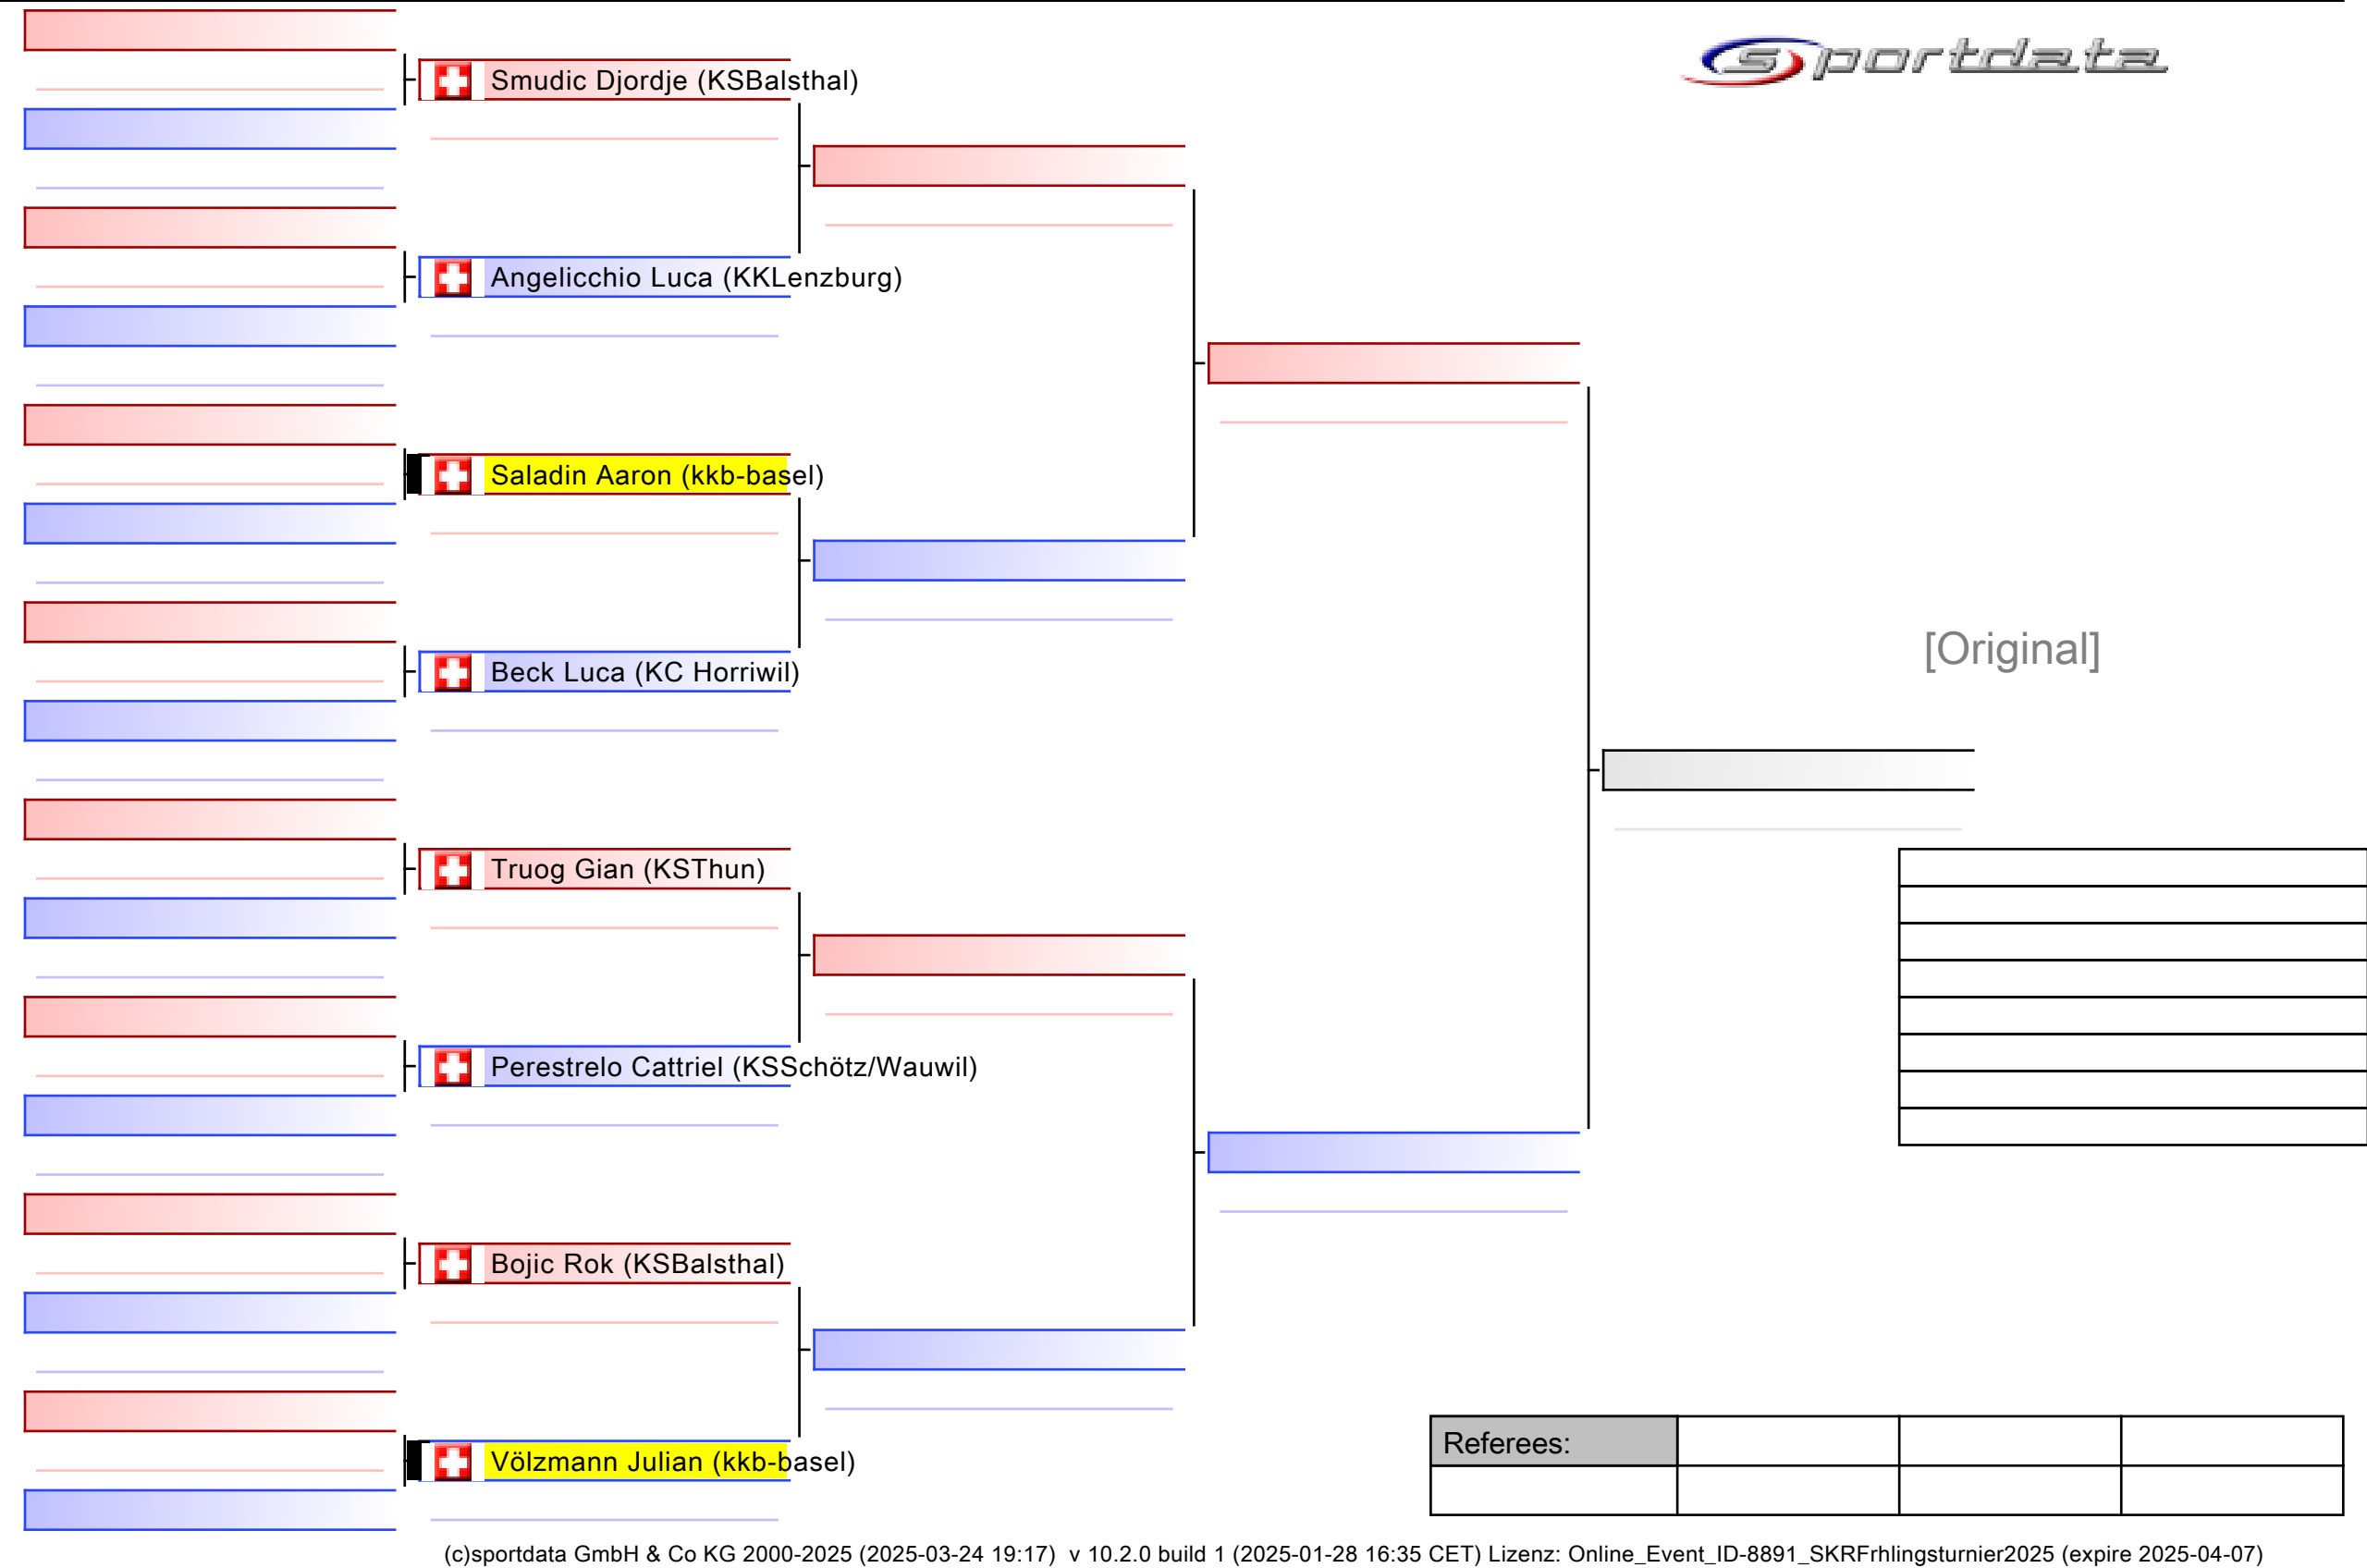 sportdata
Smudic Djordje (KSBalsthal)
Angelicchio Luca (KKLenzburg)
Saladin Aaron (kkb-basel)
Beck Luca (KC Horriwil)
[Original]
Truog Gian (KSThun)
Perestrelo Cattriel (KSSchötz/Wauwil)
Bojic Rok (KSBalsthal)
Völzmann Julian (kkb-basel)
Referees:
(c)sportdata GmbH & Co KG 2000-2025 (2025-03-24 19:17) v 10.2.0 build 1 (2025-01-28 16:35 CET) Lizenz: Online_Event_ID-8891_SKRFrhlingsturnier2025 (expire 2025-04-07)